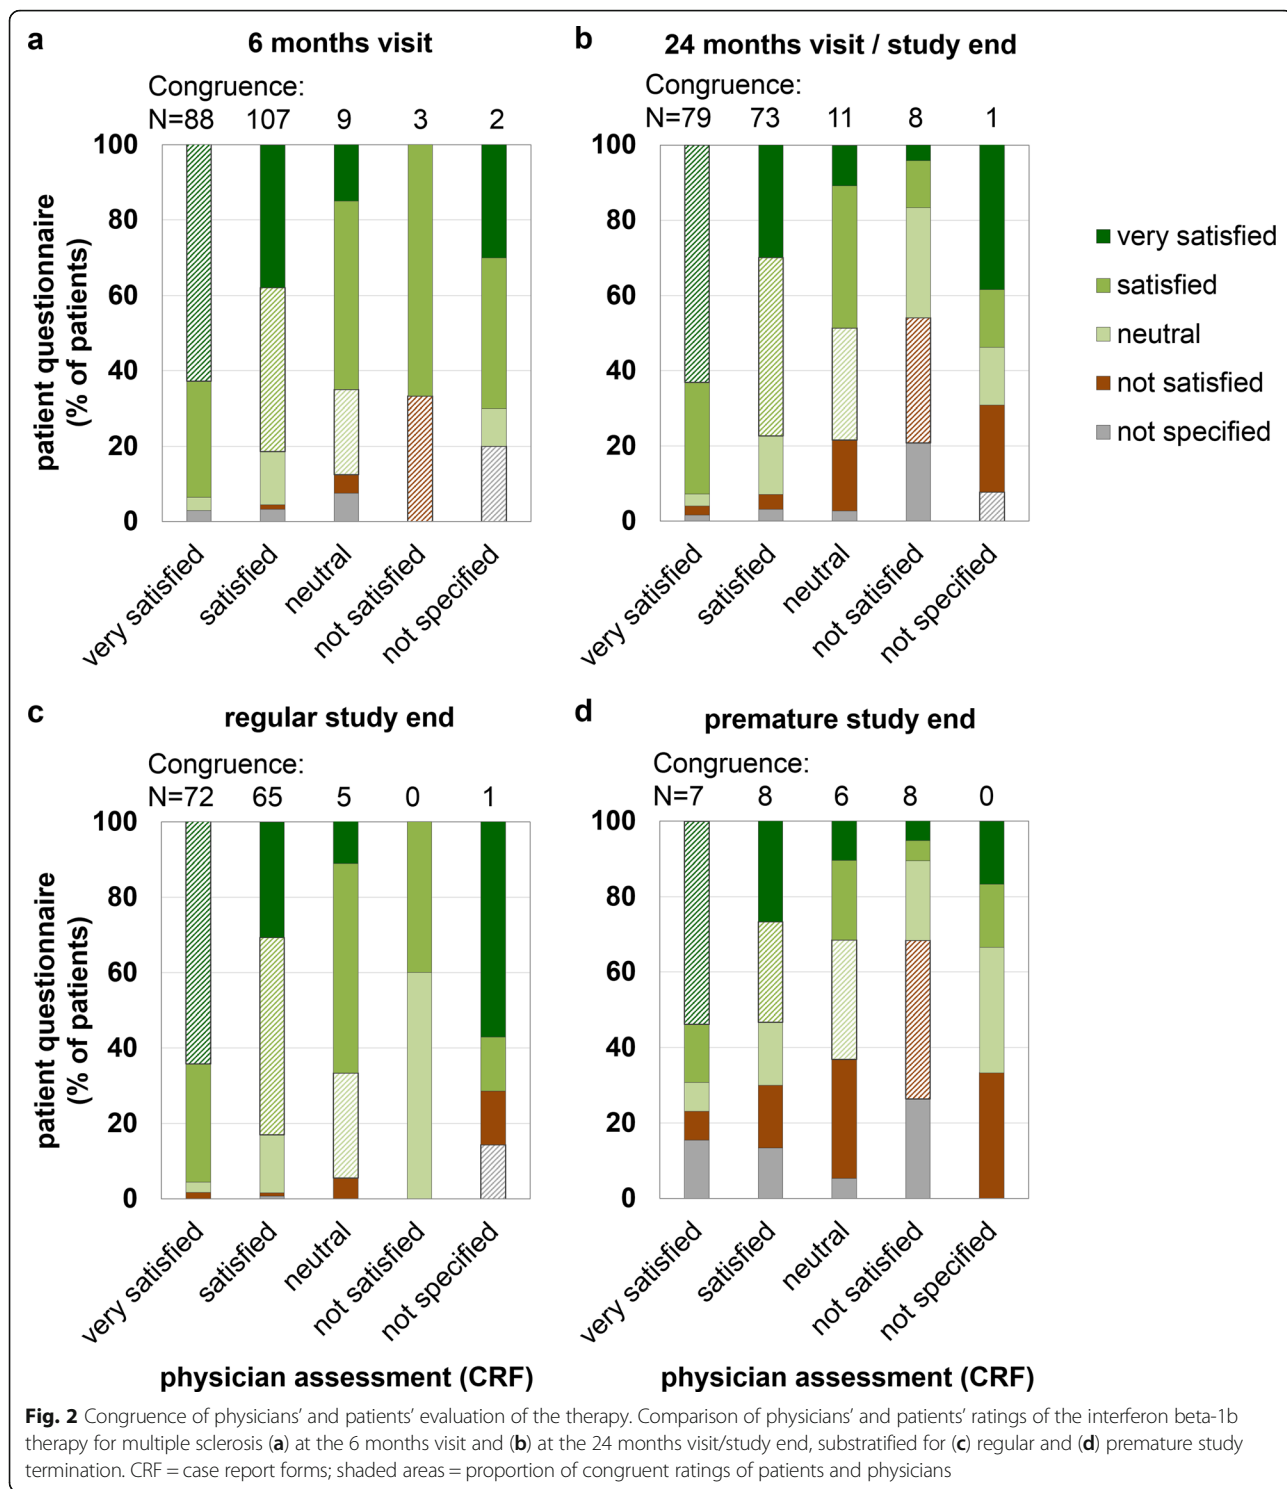 a
6 months visit
Congruence:
N=88 107 9 3 2
100
80
60
40
20
0
patient questionnaire
(% of patients)
very satisfied
satisfied
neutral
not satisfied
not specified
b
24 months visit / study end
Congruence:
N=79 73 11 8 1
100
80
60
40
20
0
very satisfied
satisfied
neutral
not satisfied
not specified
very satisfied
satisfied
neutral
not satisfied
not specified
c
regular study end
Congruence:
N=72 65 5 0 1
100
80
60
40
20
0
patient questionnaire
(% of patients)
very satisfied
satisfied
neutral
not satisfied
not specified
physician assessment (CRF)
d
premature study end
Congruence:
N=7 8 6 8 0
100
80
60
40
20
0
very satisfied
satisfied
neutral
not satisfied
not specified
physician assessment (CRF)
Fig. 2 Congruence of physicians’ and patients’ evaluation of the therapy. Comparison of physicians’ and patients’ ratings of the interferon beta-1b
therapy for multiple sclerosis (a) at the 6 months visit and (b) at the 24 months visit/study end, substratified for (c) regular and (d) premature study
termination. CRF = case report forms; shaded areas = proportion of congruent ratings of patients and physicians